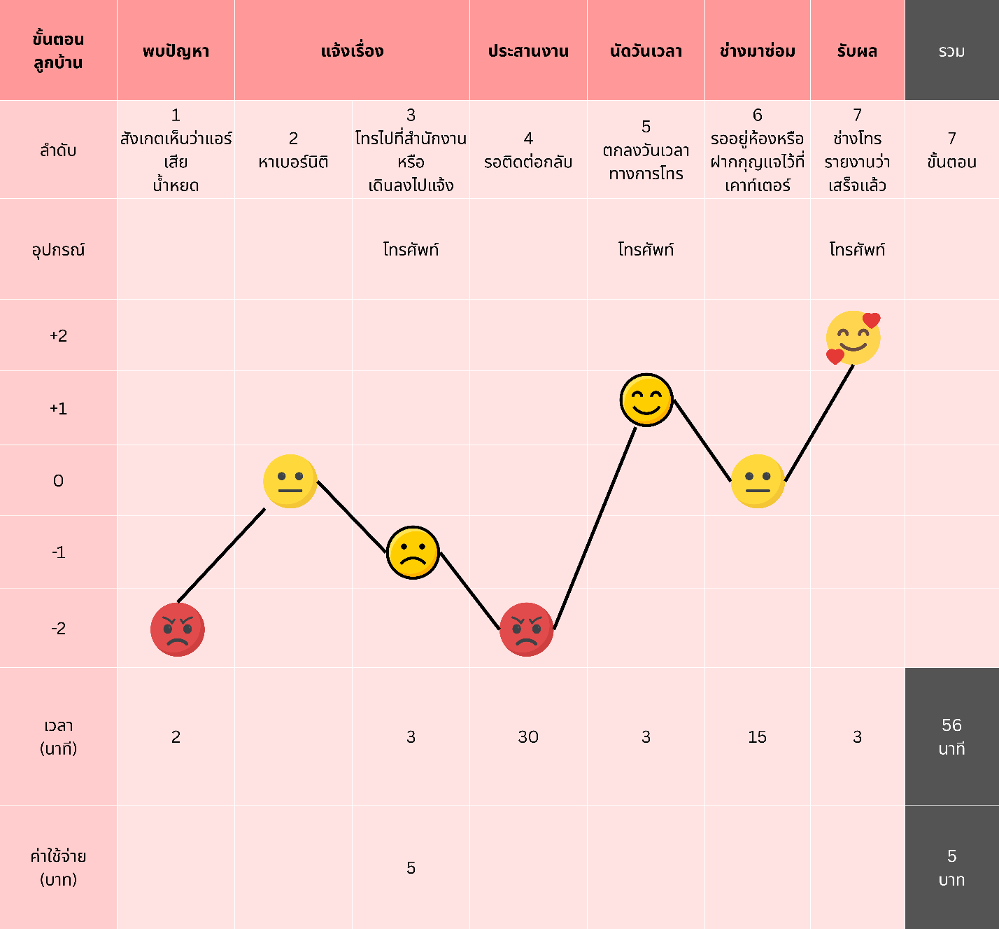 ขั้นตอน
ลูกบ้าน
พบปัญหา
แจ้งเรื่อง
ประสานงาน
นัดวันเวลา
ช่างมาซ่อม
รับผล
รวม
ลำดับ
1
สังเกตเห็นว่าแอร์
เสีย
น้ำหยด
2
หาเบอร์นิติ
3
โทรไปที่สำนักงาน
หรือ
เดินลงไปแจ้ง
4
รอติดต่อกลับ
5
ตกลงวันเวลา
ทางการโทร
6
รออยู่ห้องหรือ
ฝากกุญแจไว้ที่
เคาท์เตอร์
7
ช่างโทร
รายงานว่า
เสร็จแล้ว
7
ขั้นตอน
อุปกรณ์
โทรศัพท์
โทรศัพท์
โทรศัพท์
+2
+1
0
-1
-2
เวลา
(นาที)
2
3
30
3
15
3
56
นาที
ค่าใช้จ่าย
(บาท)
5
5
บาท